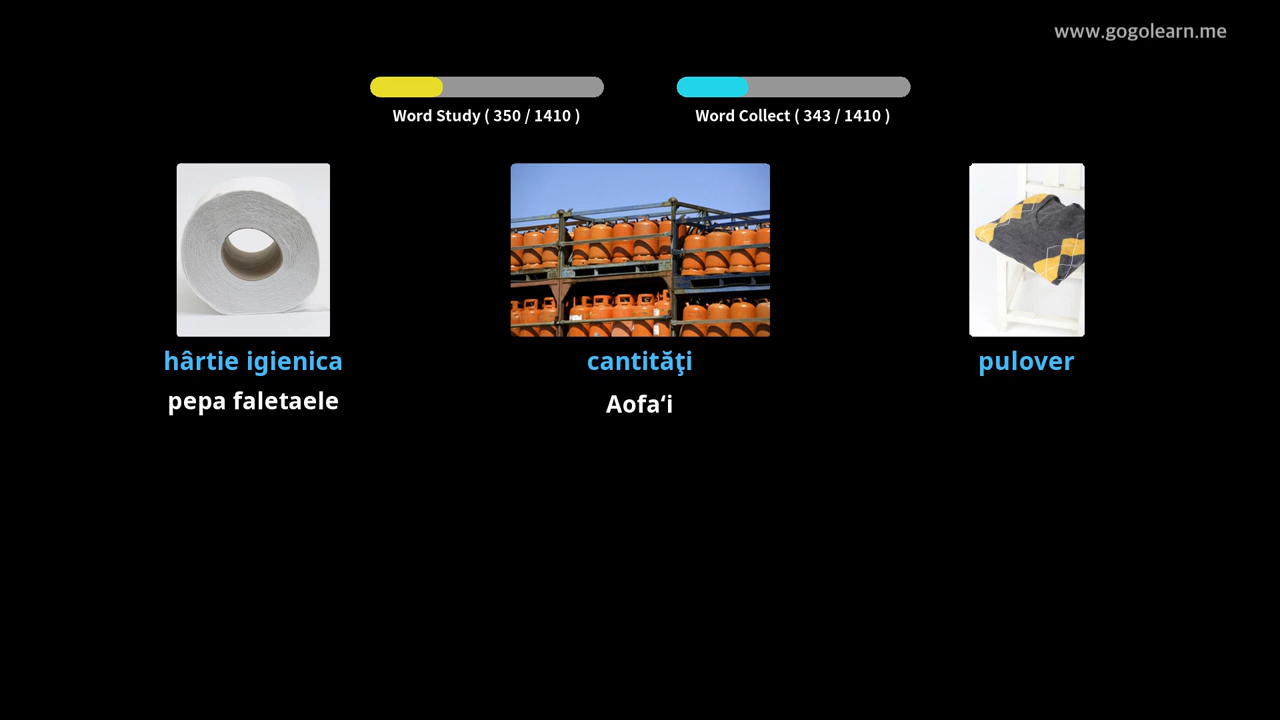 www.gogolearn.me
Word Study ( 350 / 1410 )
Word Collect ( 343 / 1410 )
hârtie igienica
cantităţi
pulover
pepa faletaele
Aofa‘i